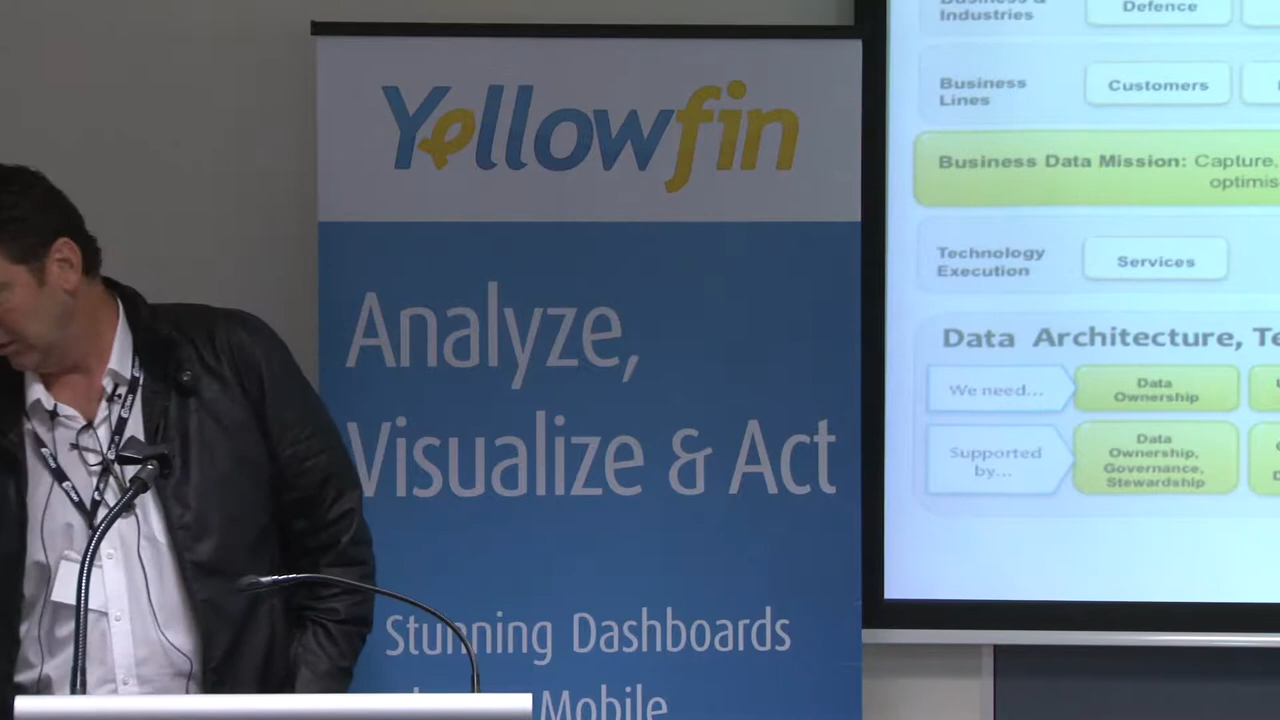 Yellowfin
Analyze,
Visualize & Act
Stunning Dashboards
Mobile
Business &
Industries
Defence
Business
Lines
Customers
Business Data Mission: Capture,
optimis
Technology
Execution
Services
Data Architecture, Te
We need...
Data
Ownership
Supported
by...
Data
Ownership,
Governance,
Stewardship